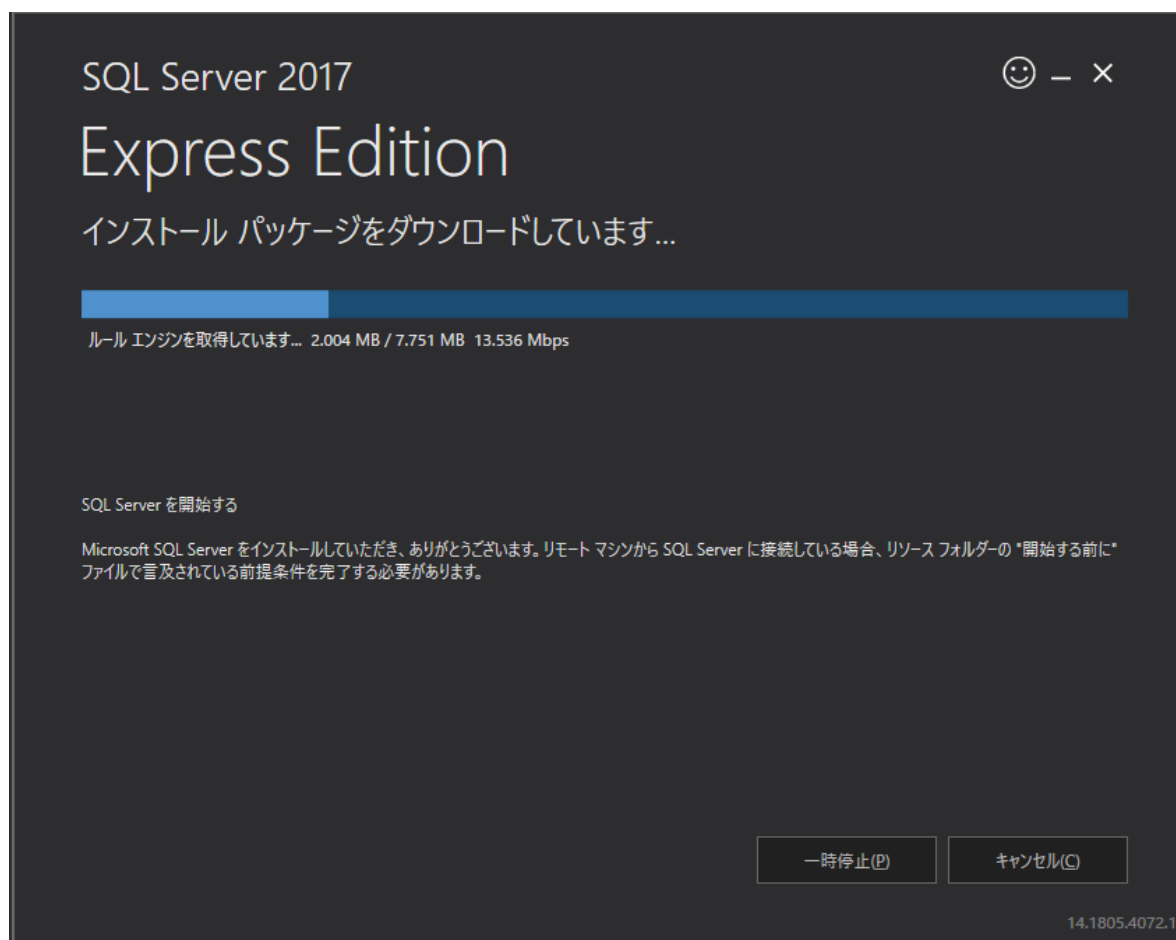 SQL Server 2017
Express Edition
インストール パッケージをダウンロードしています...
ルール エンジンを取得しています... 2.004 MB / 7.751 MB 13.536 Mbps
SQL Server を開始する
Microsoft SQL Server をインストールしていただき、ありがとうございます。リモート マシンから SQL Server に接続している場合、リソース フォルダーの "開始する前に"
ファイルで言及されている前提条件を完了する必要があります。
一時停止(P)
キャンセル(C)
14.1805.4072.1